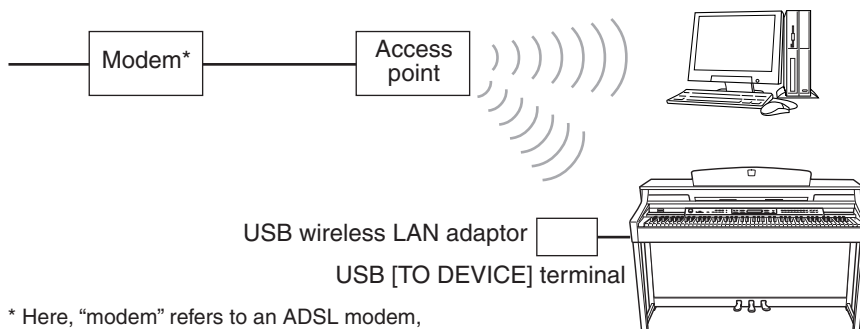 Modem*
Access
point
USB wireless LAN adaptor
USB [TO DEVICE] terminal
* Here, “modem” refers to an ADSL modem,